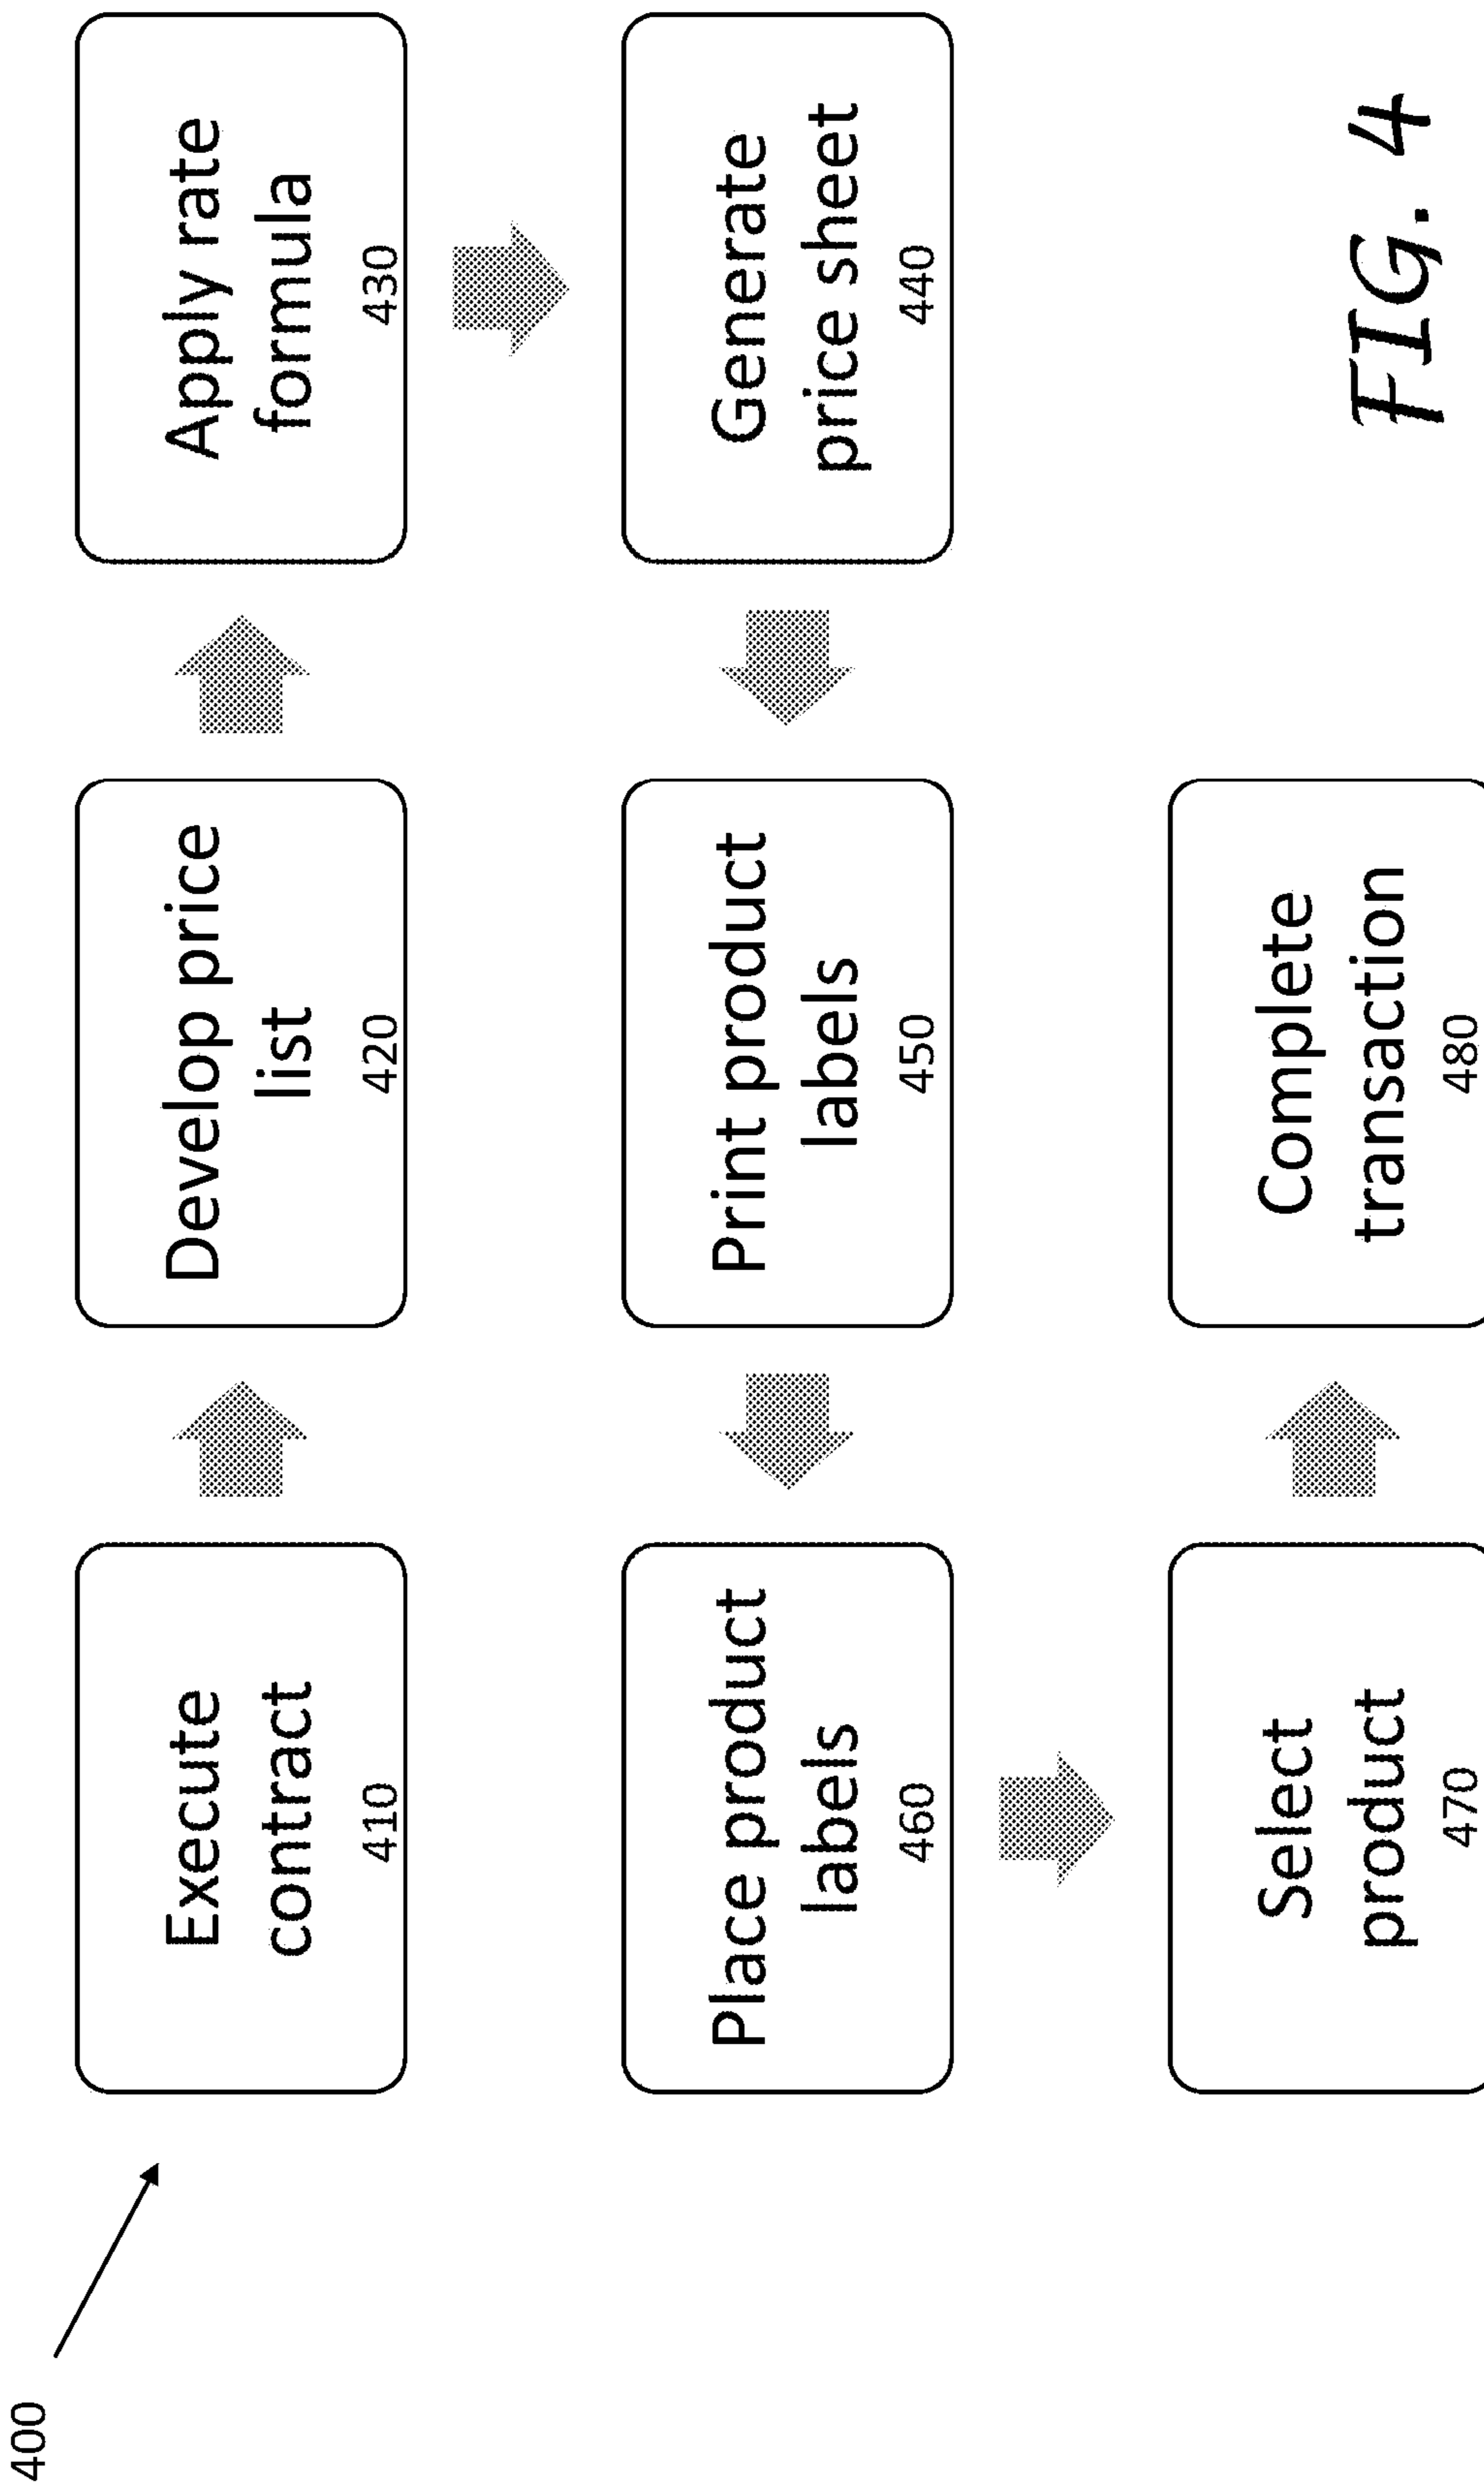 400
Execute
contract
410
Develop price
list
420
Apply rate
formula
430
Generate
price sheet
440
Print product
labels
450
Place product
labels
460
Select
product
470
Complete
transaction
480
FIG. 4